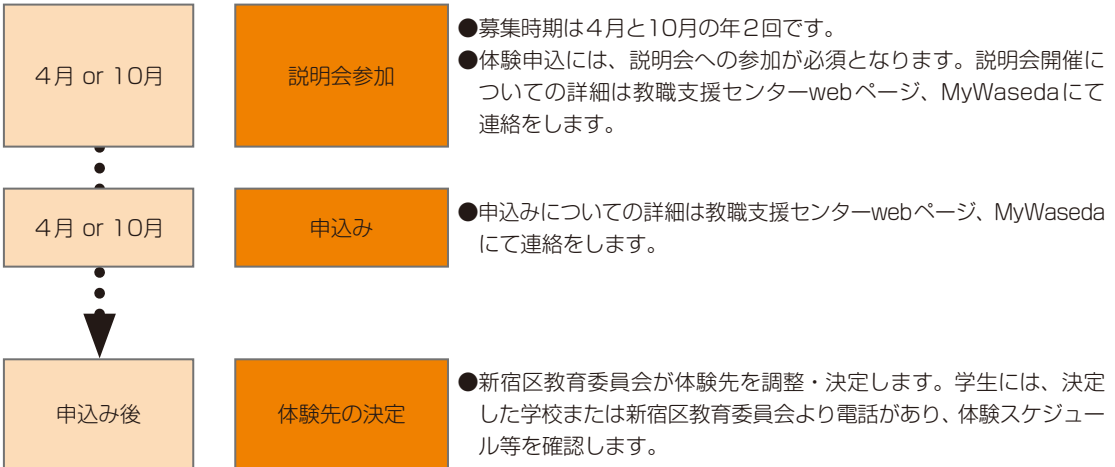 4月 or 10月
説明会参加
●募集時期は4月と10月の年2回です。
●体験申込には、説明会への参加が必須となります。説明会開催に
ついての詳細は教職支援センターwebページ、MyWasedaにて
連絡をします。
4月 or 10月
申込み
●申込みについての詳細は教職支援センターwebページ、MyWaseda
にて連絡をします。
申込み後
体験先の決定
●新宿区教育委員会が体験先を調整・決定します。学生には、決定
した学校または新宿区教育委員会より電話があり、体験スケジュー
ル等を確認します。